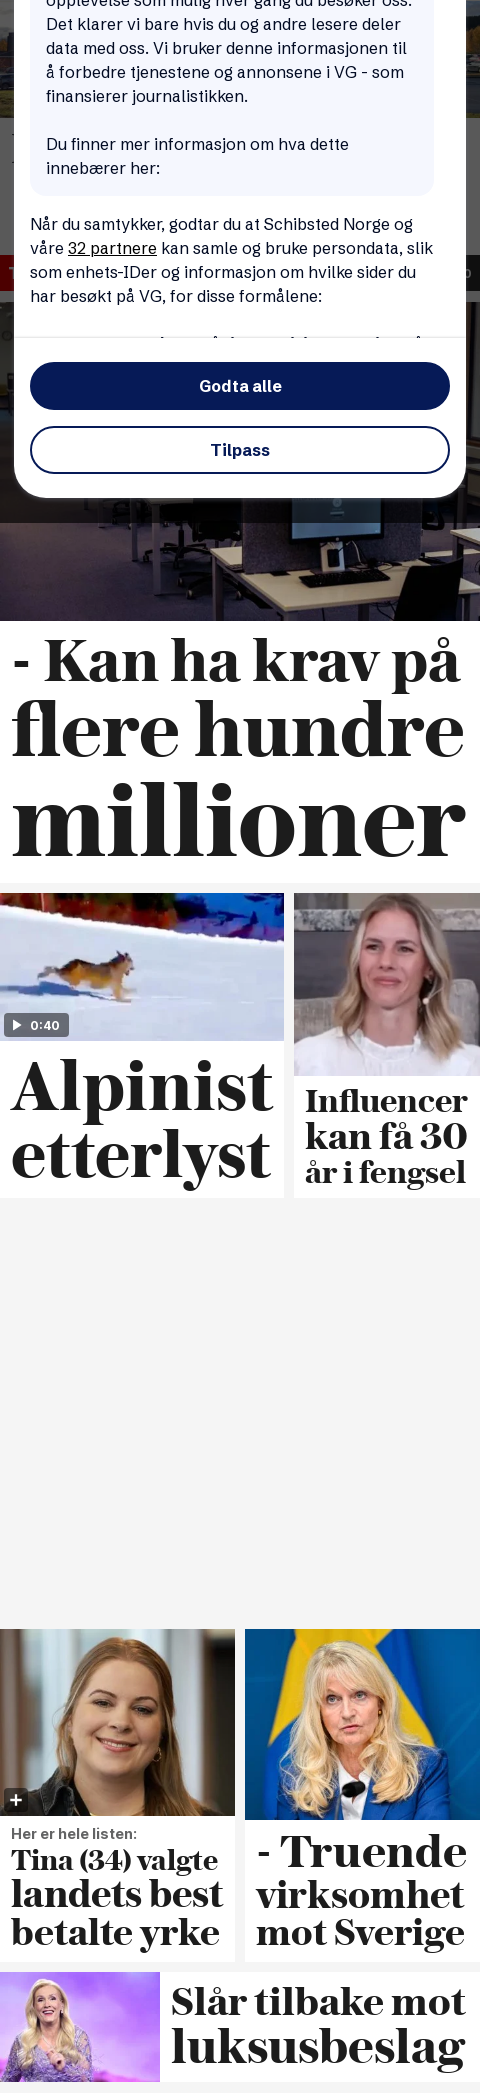 opplevelse som mulig hver gang du besøker oss.
Det klarer vi bare hvis du og andre lesere deler
data med oss. Vi bruker denne informasjonen til
å forbedre tjenestene og annonsene i VG - som
finansierer journalistikken.
Du finner mer informasjon om hva dette
innebærer her:
Når du samtykker, godtar du at Schibsted Norge og
våre 32 partnere kan samle og bruke persondata, slik
som enhets-IDer og informasjon om hvilke sider du
har besøkt på VG, for disse formålene:
Godta alle
Tilpass
- Kan ha krav på
flere hundre
millioner
0:40
Alpinist
etterlyst
Influencer
kan få 30
år i fengsel
Her er hele listen:
Tina (34) valgte
landets best
betalte yrke
- Truende
virksomhet
mot Sverige
Slår tilbake mot
luksusbeslag